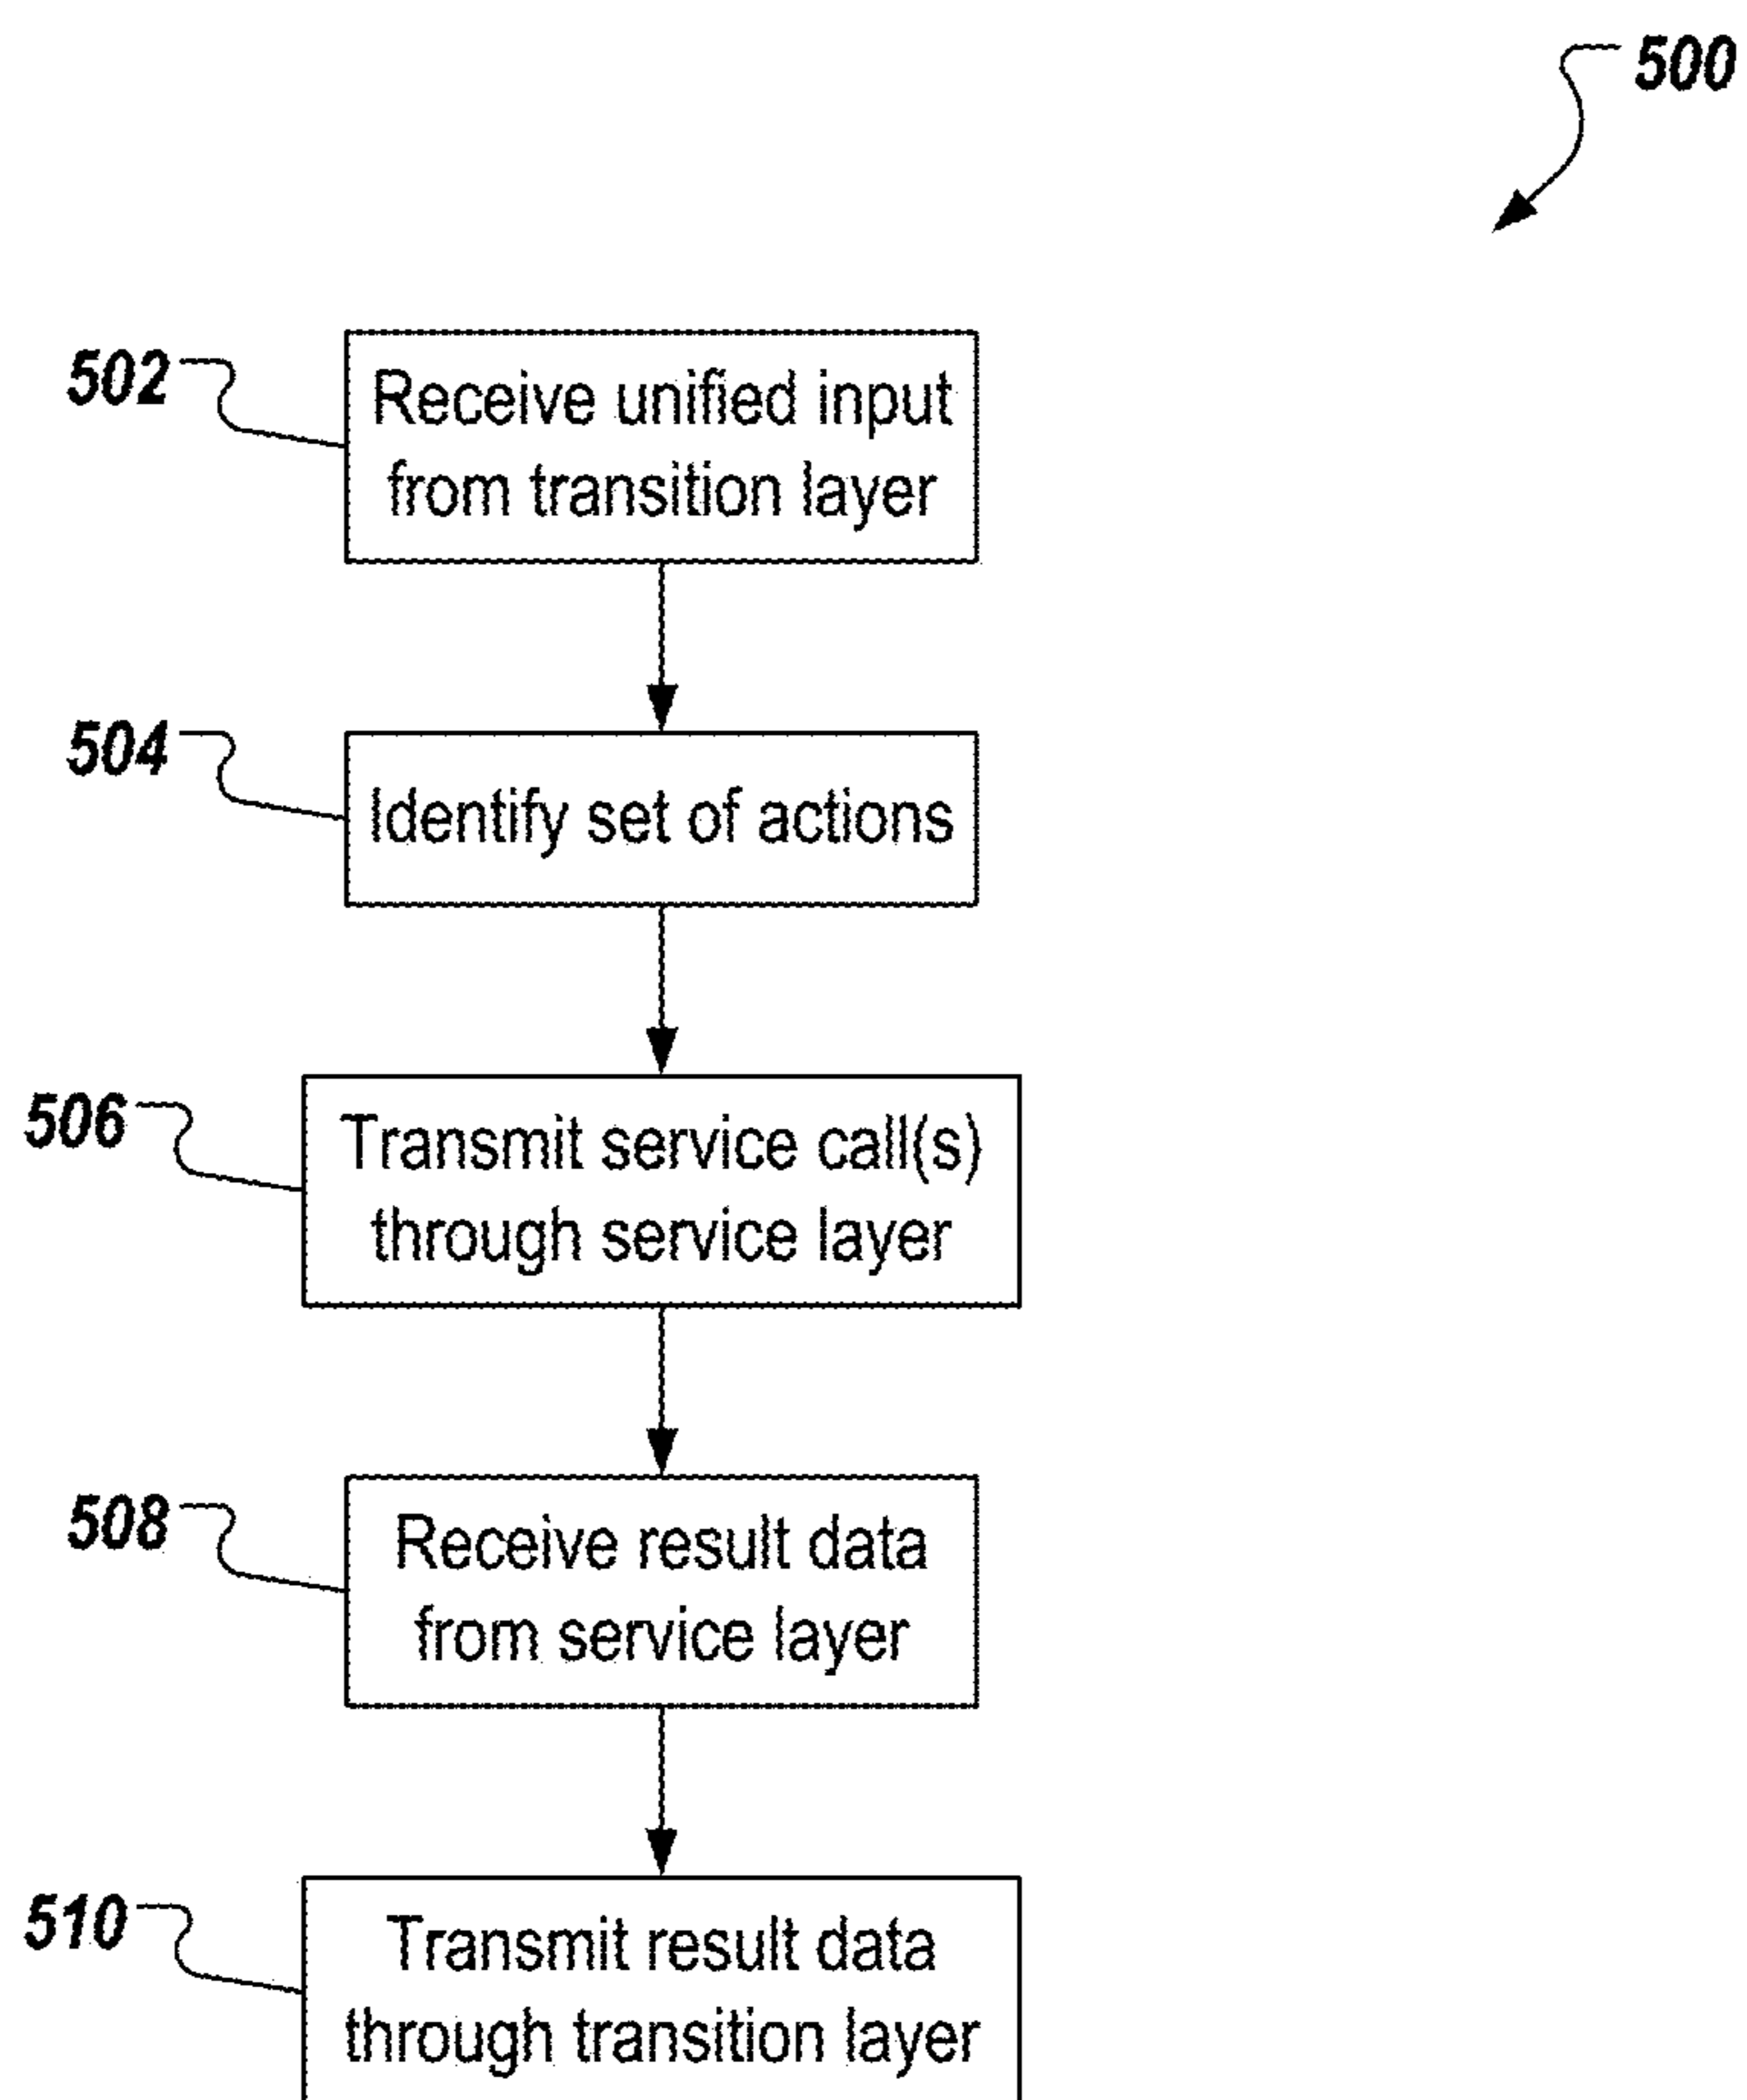 500
502
Receive unified input
from transition layer
504
Identify set of actions
506
Transmit service call(s)
through service layer
508
Receive result data
from service layer
510
Transmit result data
through transition layer